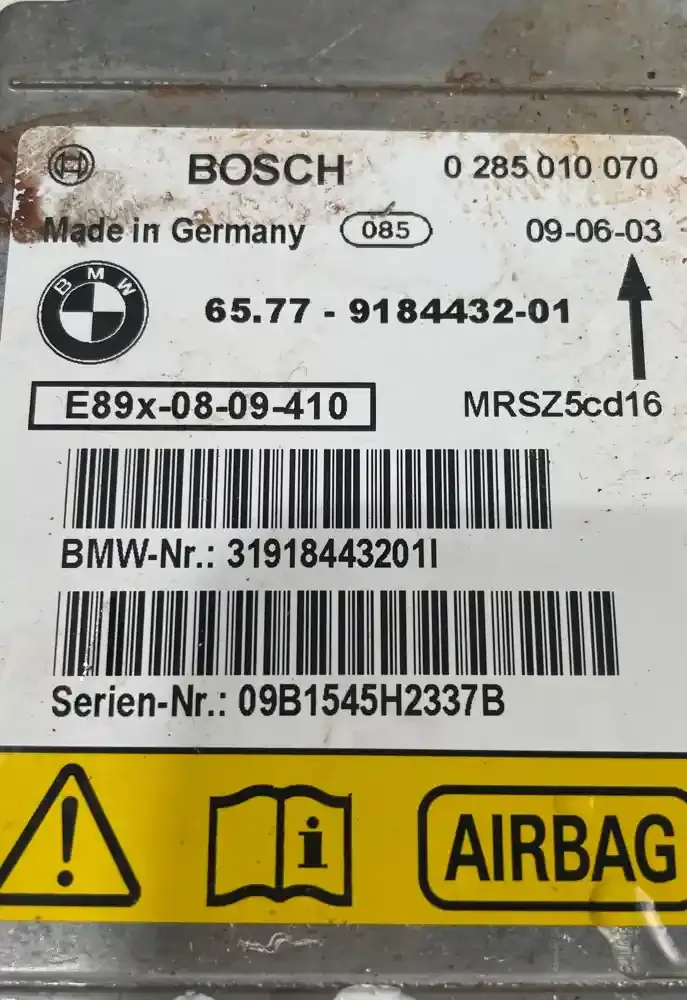 BOSCH 0 285 010 070
Made in Germany 085 09-06-03
BMW
65.77 - 9184432-01
E89x-08-09-410 MRSZ5cd16
BMW-Nr.: 31918443201I
Serien-Nr.: 09B1545H2337B
! i AIRBAG